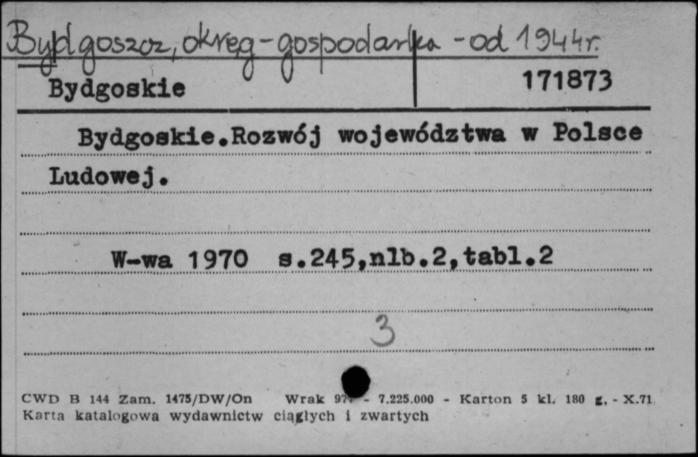 Bydgoszcz, okręg - gospodarka - od 1944r.
Bydgoskie 171873
Bydgoskie.Rozwój województwa w Polsce
Ludowej.
W-wa 1970 s.245,nlb.2,tabl.2
3
CWD B 144 Zam. 1475/DW/On Wrak - 7.225.000 - Karton 5 kl. 180 g. - X.71
Karta katalogowa wydawnictw ciągłych i zwartych